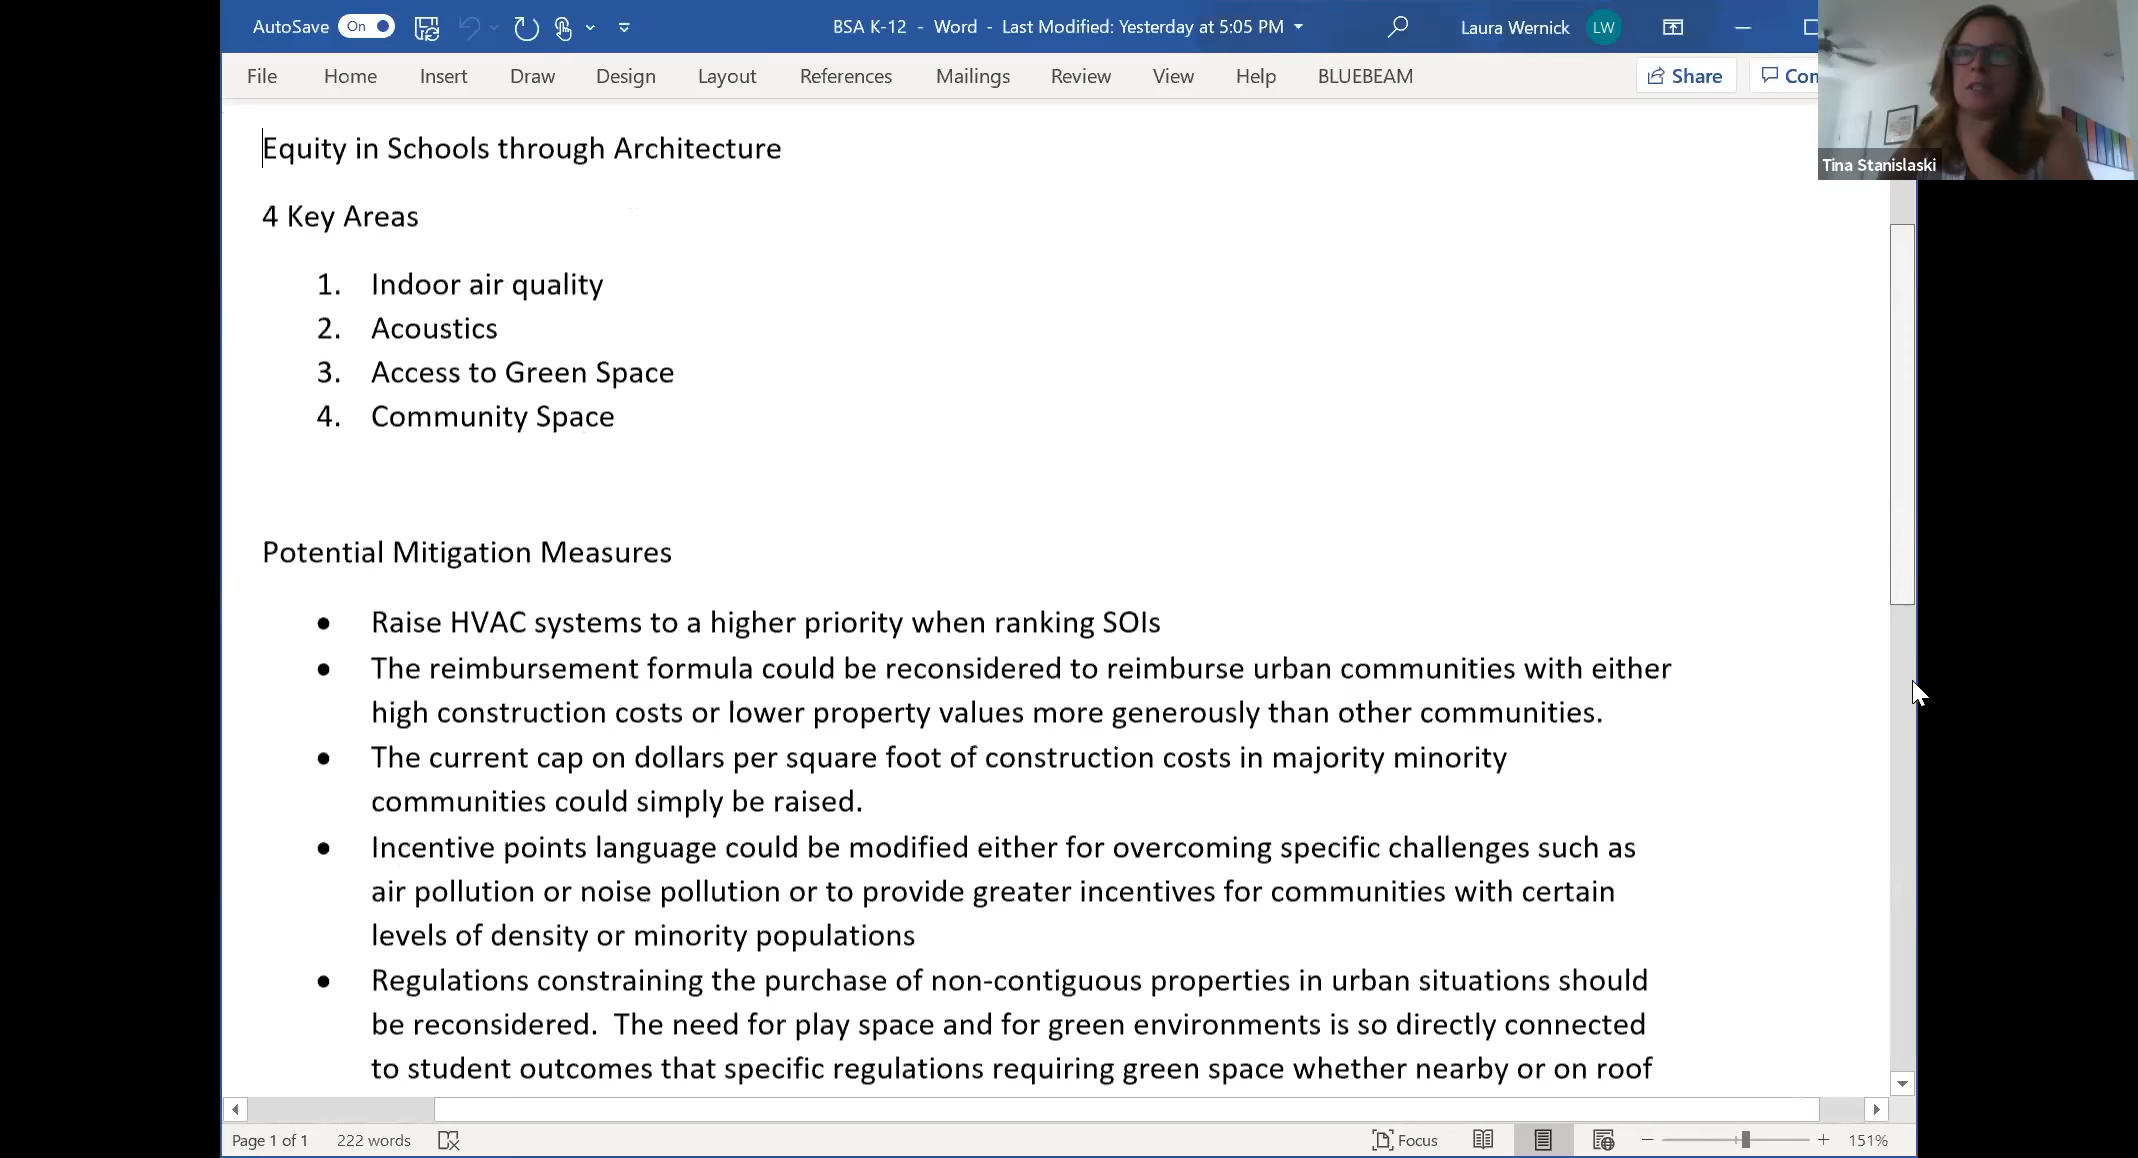 AutoSave On BSA K-12 - Word - Last Modified: Yesterday at 5:05 PM Laura Wernick LW
File Home Insert Draw Design Layout References Mailings Review View Help BLUEBEAM Share
Tina Stanislaski
Equity in Schools through Architecture
4 Key Areas
1. Indoor air quality
2. Acoustics
3. Access to Green Space
4. Community Space
Potential Mitigation Measures
● Raise HVAC systems to a higher priority when ranking SOIs
● The reimbursement formula could be reconsidered to reimburse urban communities with either
high construction costs or lower property values more generously than other communities.
● The current cap on dollars per square foot of construction costs in majority minority
communities could simply be raised.
● Incentive points language could be modified either for overcoming specific challenges such as
air pollution or noise pollution or to provide greater incentives for communities with certain
levels of density or minority populations
● Regulations constraining the purchase of non-contiguous properties in urban situations should
be reconsidered. The need for play space and for green environments is so directly connected
to student outcomes that specific regulations requiring green space whether nearby or on roof
Page 1 of 1 222 words Focus 151%